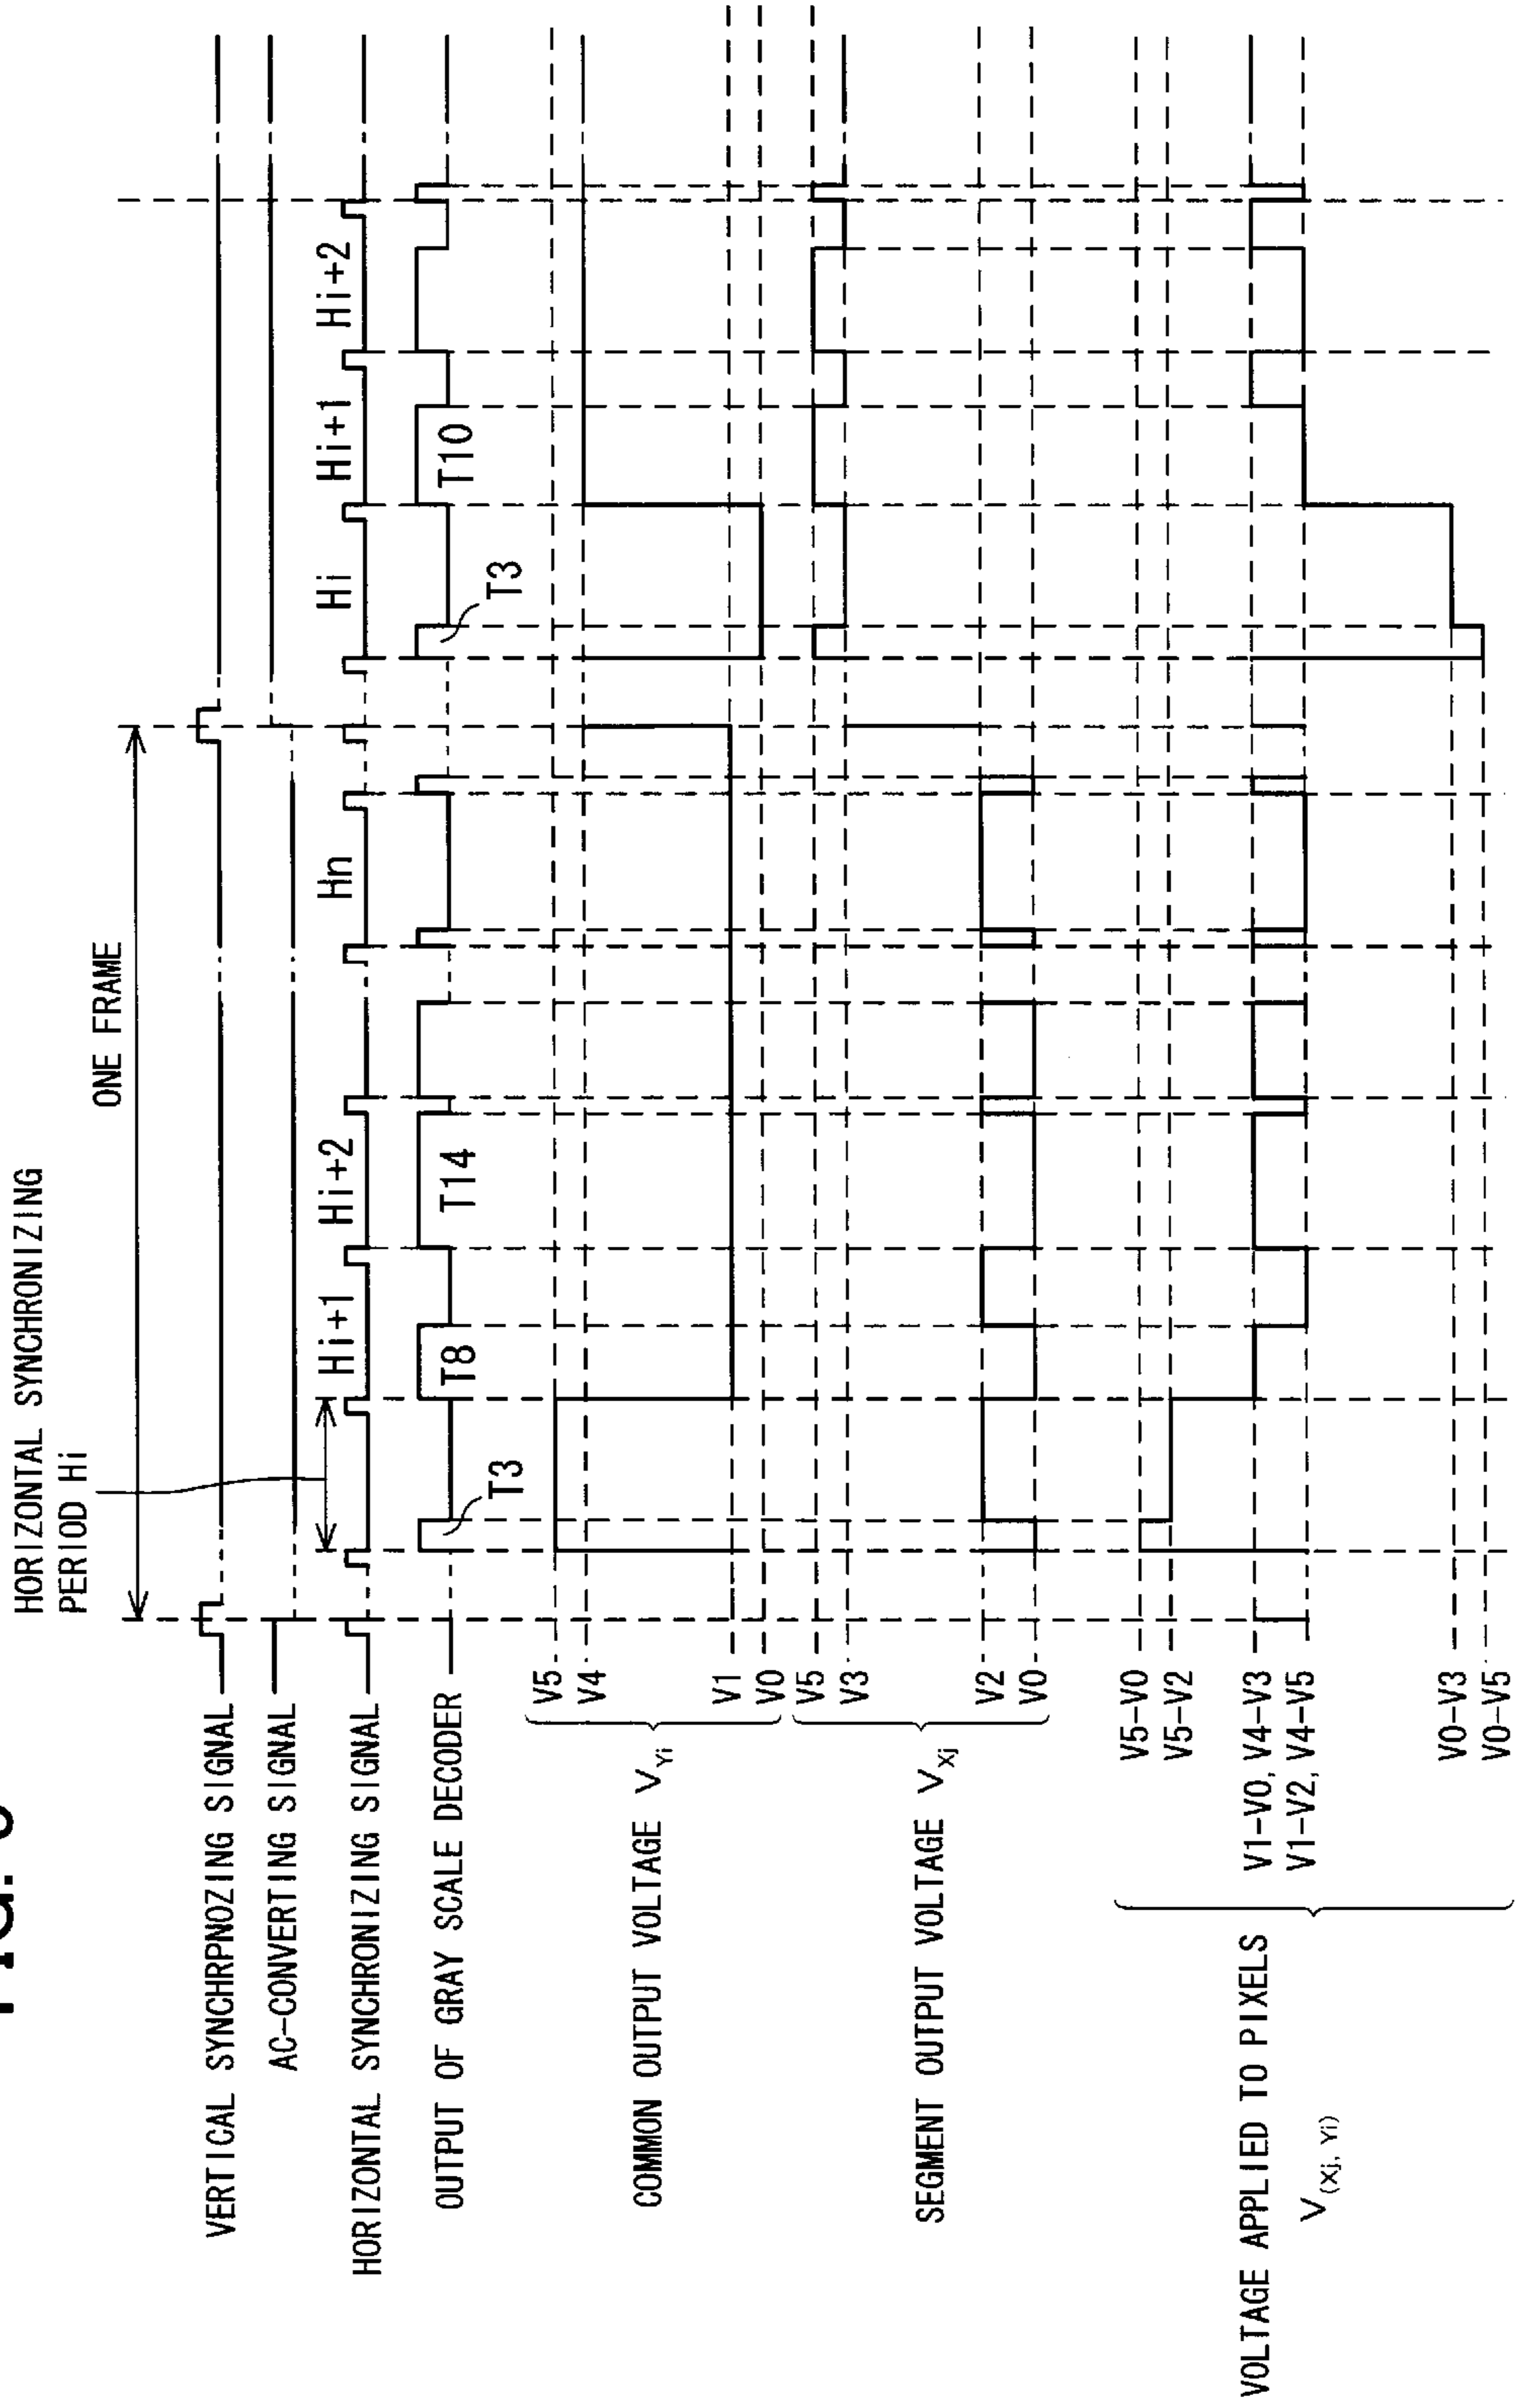 HORIZONTAL SYNCHRONIZING
PERIOD Hi
ONE FRAME
VERTICAL SYNCHRPNOZING SIGNAL
AC-CONVERTING SIGNAL
HORIZONTAL SYNCHRONIZING SIGNAL
Hi+1
Hi+2
Hn
Hi
Hi+1
Hi+2
OUTPUT OF GRAY SCALE DECODER
T3
T8
T14
T3
T10
COMMON OUTPUT VOLTAGE VYi
V5
V4
V1
V0
SEGMENT OUTPUT VOLTAGE VXj
V5
V3
V2
V0
VOLTAGE APPLIED TO PIXELS
V(Xj, Yi)
V5-V0
V5-V2
V1-V0, V4-V3
V1-V2, V4-V5
V0-V3
V0-V5